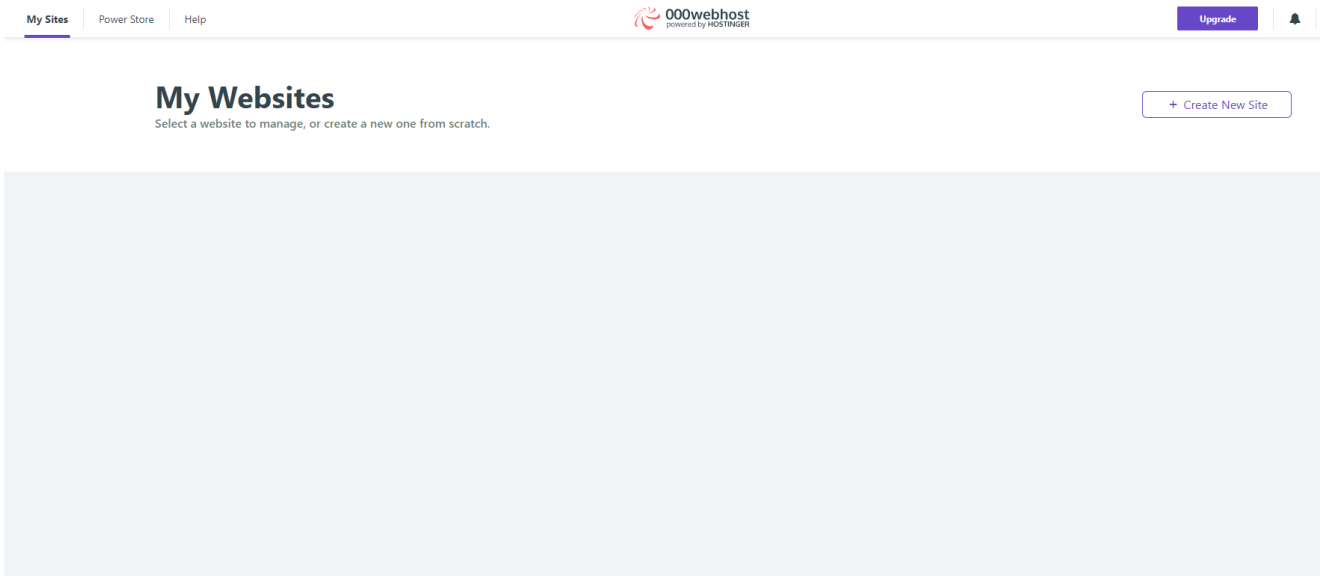 My Sites
Power Store
Help
000webhost
powered by HOSTINGER
Upgrade
My Websites
Select a website to manage, or create a new one from scratch.
+ Create New Site